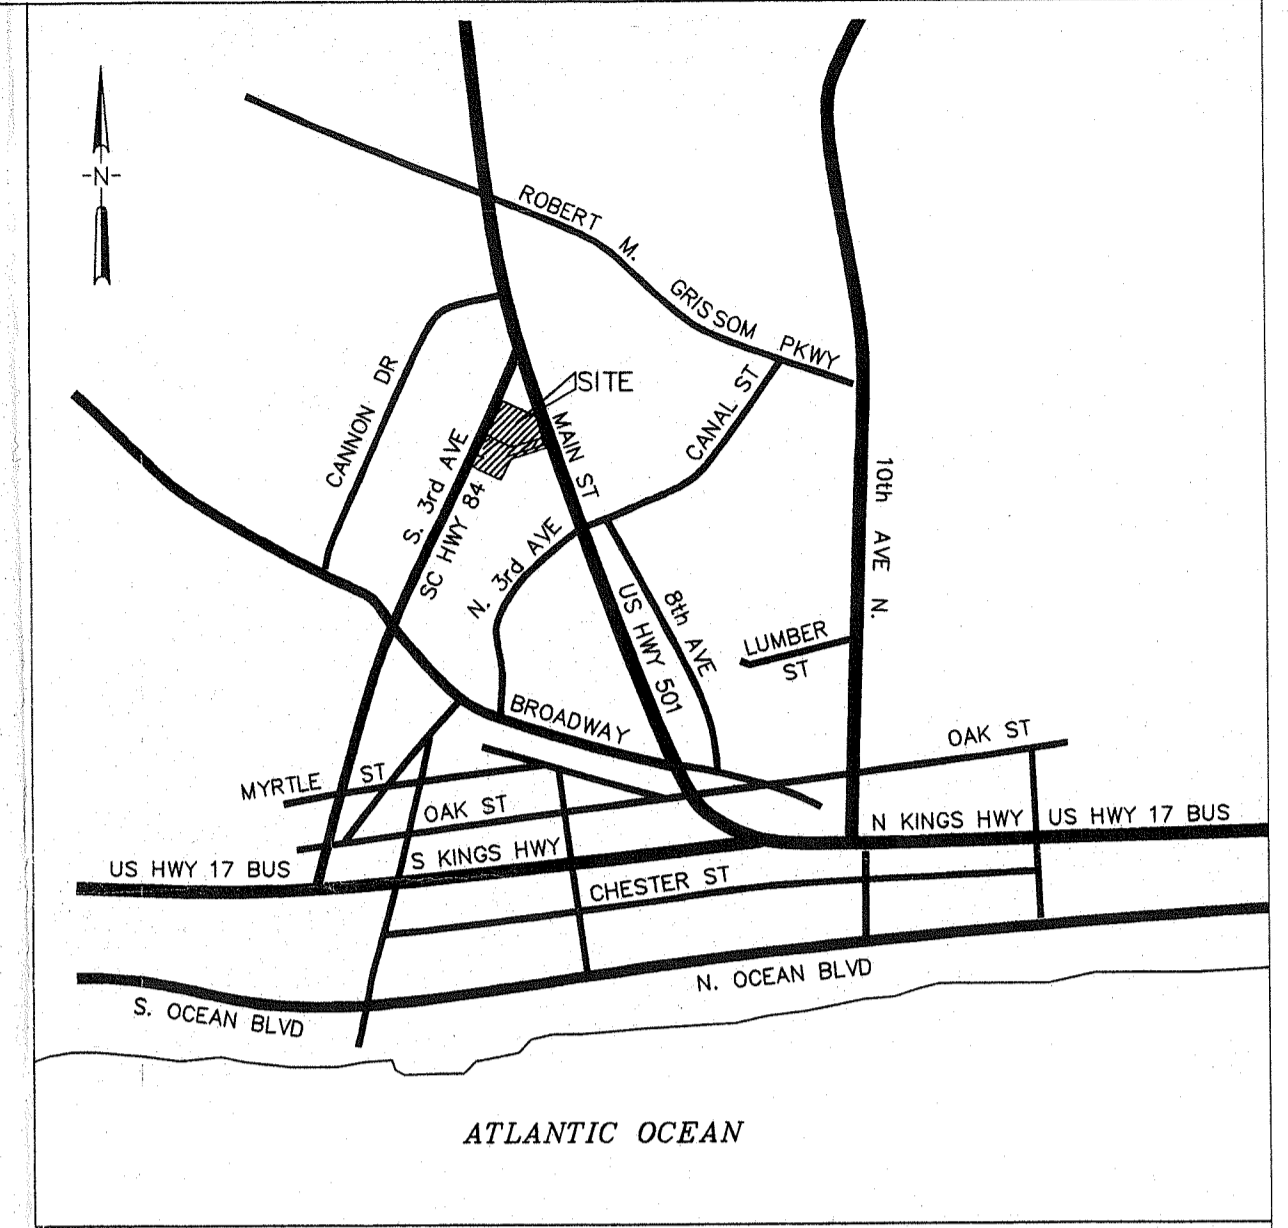 -N-
ROBERT M. GRISSOM PKWY
CANNON DR
SITE
MAIN ST
CANAL ST
S. 3rd AVE
SC HWY 84
N. 3rd AVE
10th AVE N.
US HWY 501
8th AVE
LUMBER
ST
BROADWAY
OAK ST
MYRTLE ST
OAK ST
N KINGS HWY
US HWY 17 BUS
S KINGS HWY
US HWY 17 BUS
CHESTER ST
N. OCEAN BLVD
S. OCEAN BLVD
ATLANTIC OCEAN